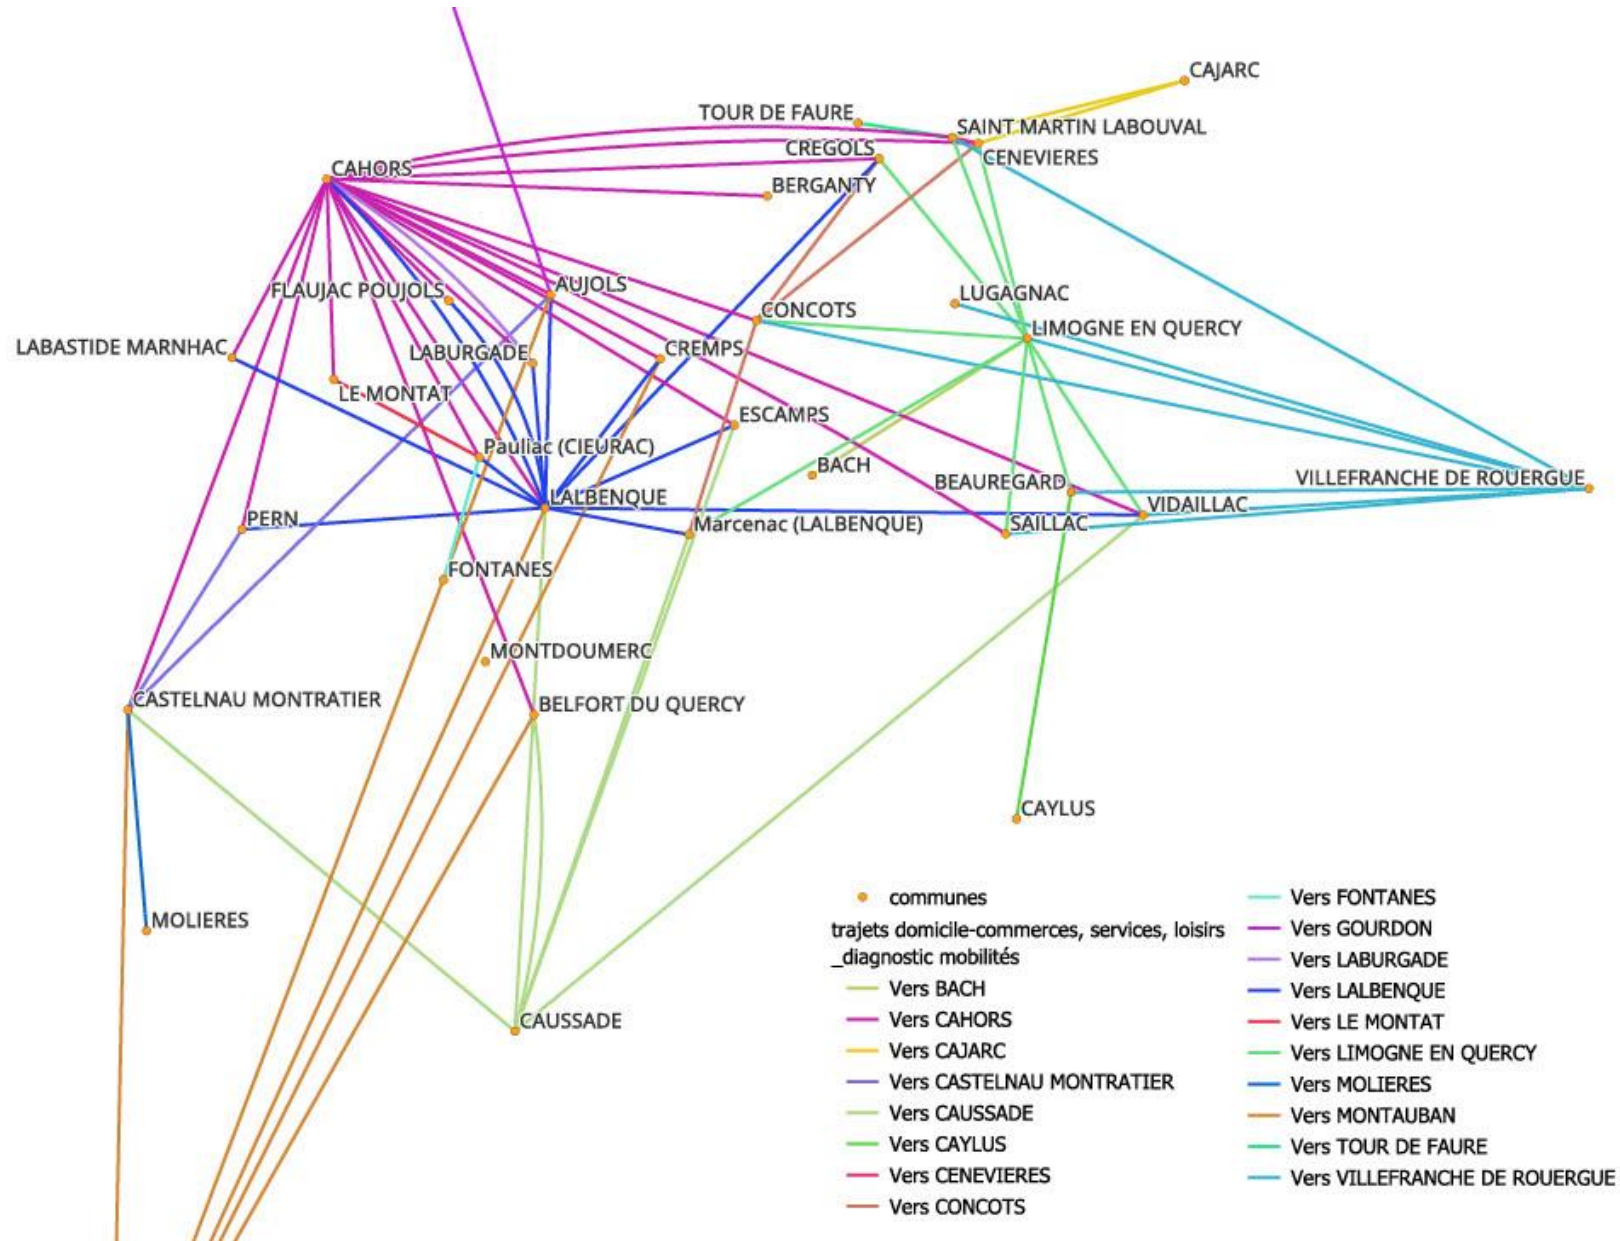 CAJARC
TOUR DE FAURE
SAINT MARTIN LABOUVAL
CREGOLS
CENEVIERES
CAHORS
BERGANTY
AUJOLS
FLAUJAC POUJOLS
LUGAGNAC
CONCOTS
LIMOGNE EN QUERCY
LABASTIDE MARNHAC
LABURGADE
CREMPS
LE MONTAT
ESCAMPS
Pauliac (CIEURAC)
BACH
BEAUREGARD
VILLEFRANCHE DE ROUERGUE
LALBENQUE
VIDAILLAC
PERN
Marcenac (LALBENQUE)
SAILLAC
FONTANES
MONTDOUMERC
CASTELNAU MONTRATIER
BELFORT DU QUERCY
CAYLUS
MOLIERES
CAUSSADE
communes
trajets domicile-commerces, services, loisirs
_diagnostic mobilités
Vers BACH
Vers CAHORS
Vers CAJARC
Vers CASTELNAU MONTRATIER
Vers CAUSSADE
Vers CAYLUS
Vers CENEVIERES
Vers CONCOTS
Vers FONTANES
Vers GOURDON
Vers LABURGADE
Vers LALBENQUE
Vers LE MONTAT
Vers LIMOGNE EN QUERCY
Vers MOLIERES
Vers MONTAUBAN
Vers TOUR DE FAURE
Vers VILLEFRANCHE DE ROUERGUE